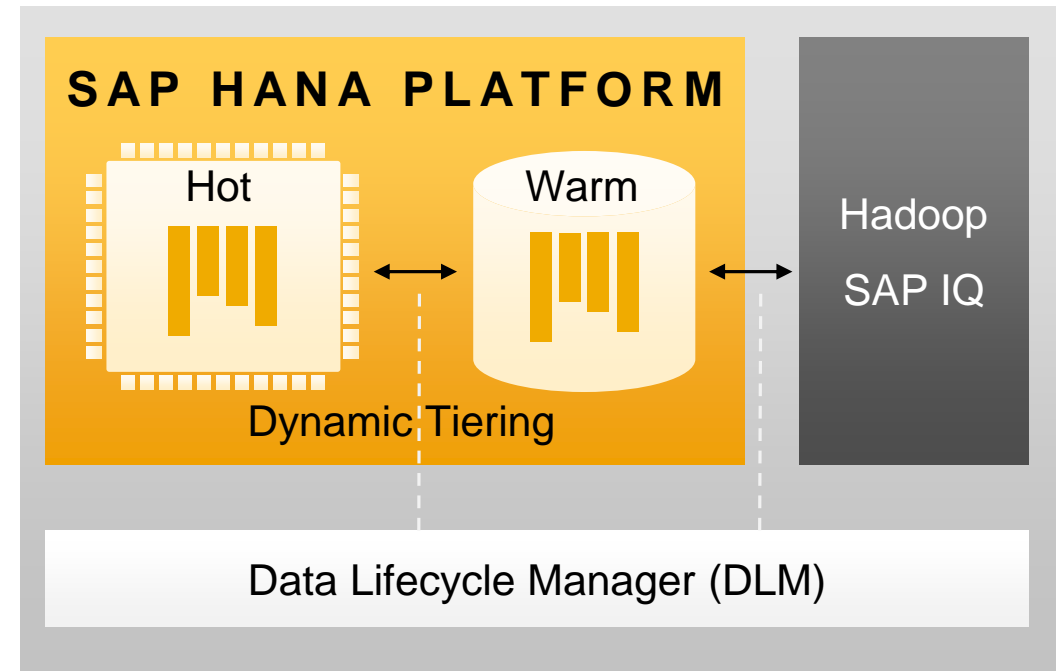 SAP HANA PLATFORM
Hot
Warm
Dynamic Tiering
Hadoop
SAP IQ
Data Lifecycle Manager (DLM)